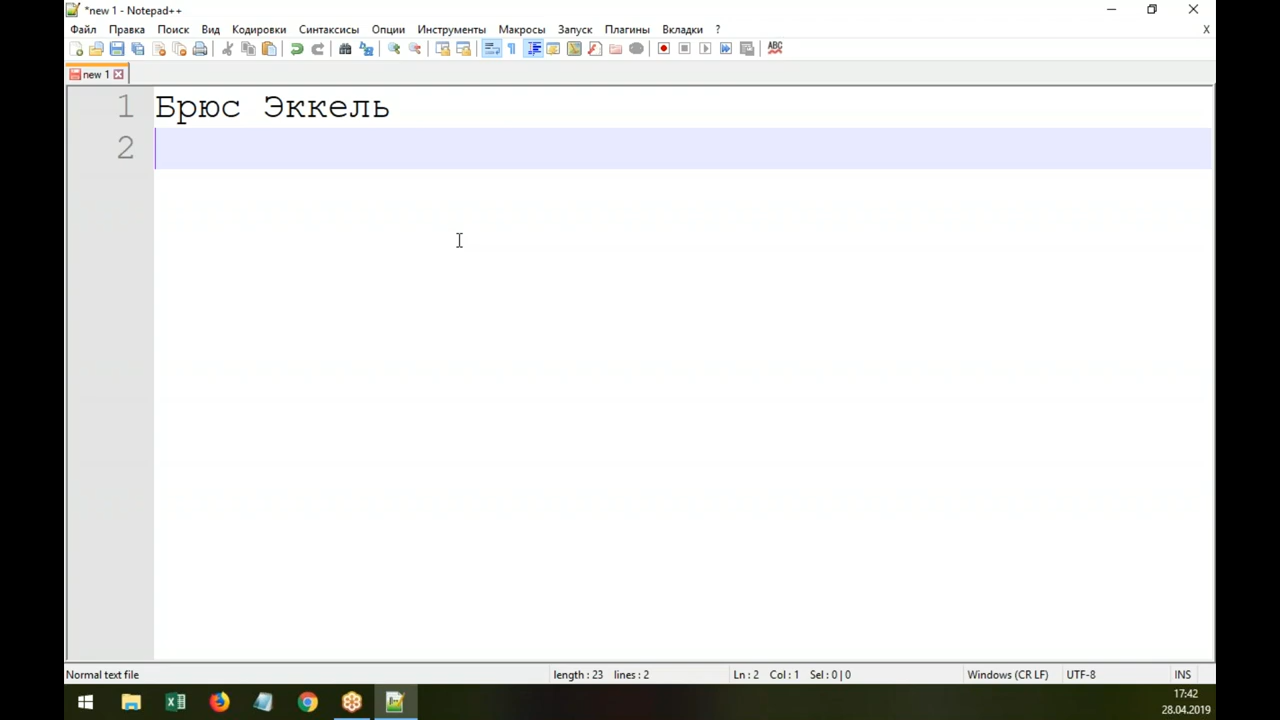 *new 1 - Notepad++
Файл Правка Поиск Вид Кодировки Синтаксисы Опции Инструменты Макросы Запуск Плагины Вкладки ? X
new 1
1 Брюс Эккель
2
Normal text file length : 23 lines : 2 Ln : 2 Col : 1 Sel : 0 | 0 Windows (CR LF) UTF-8 INS
17:42
28.04.2019